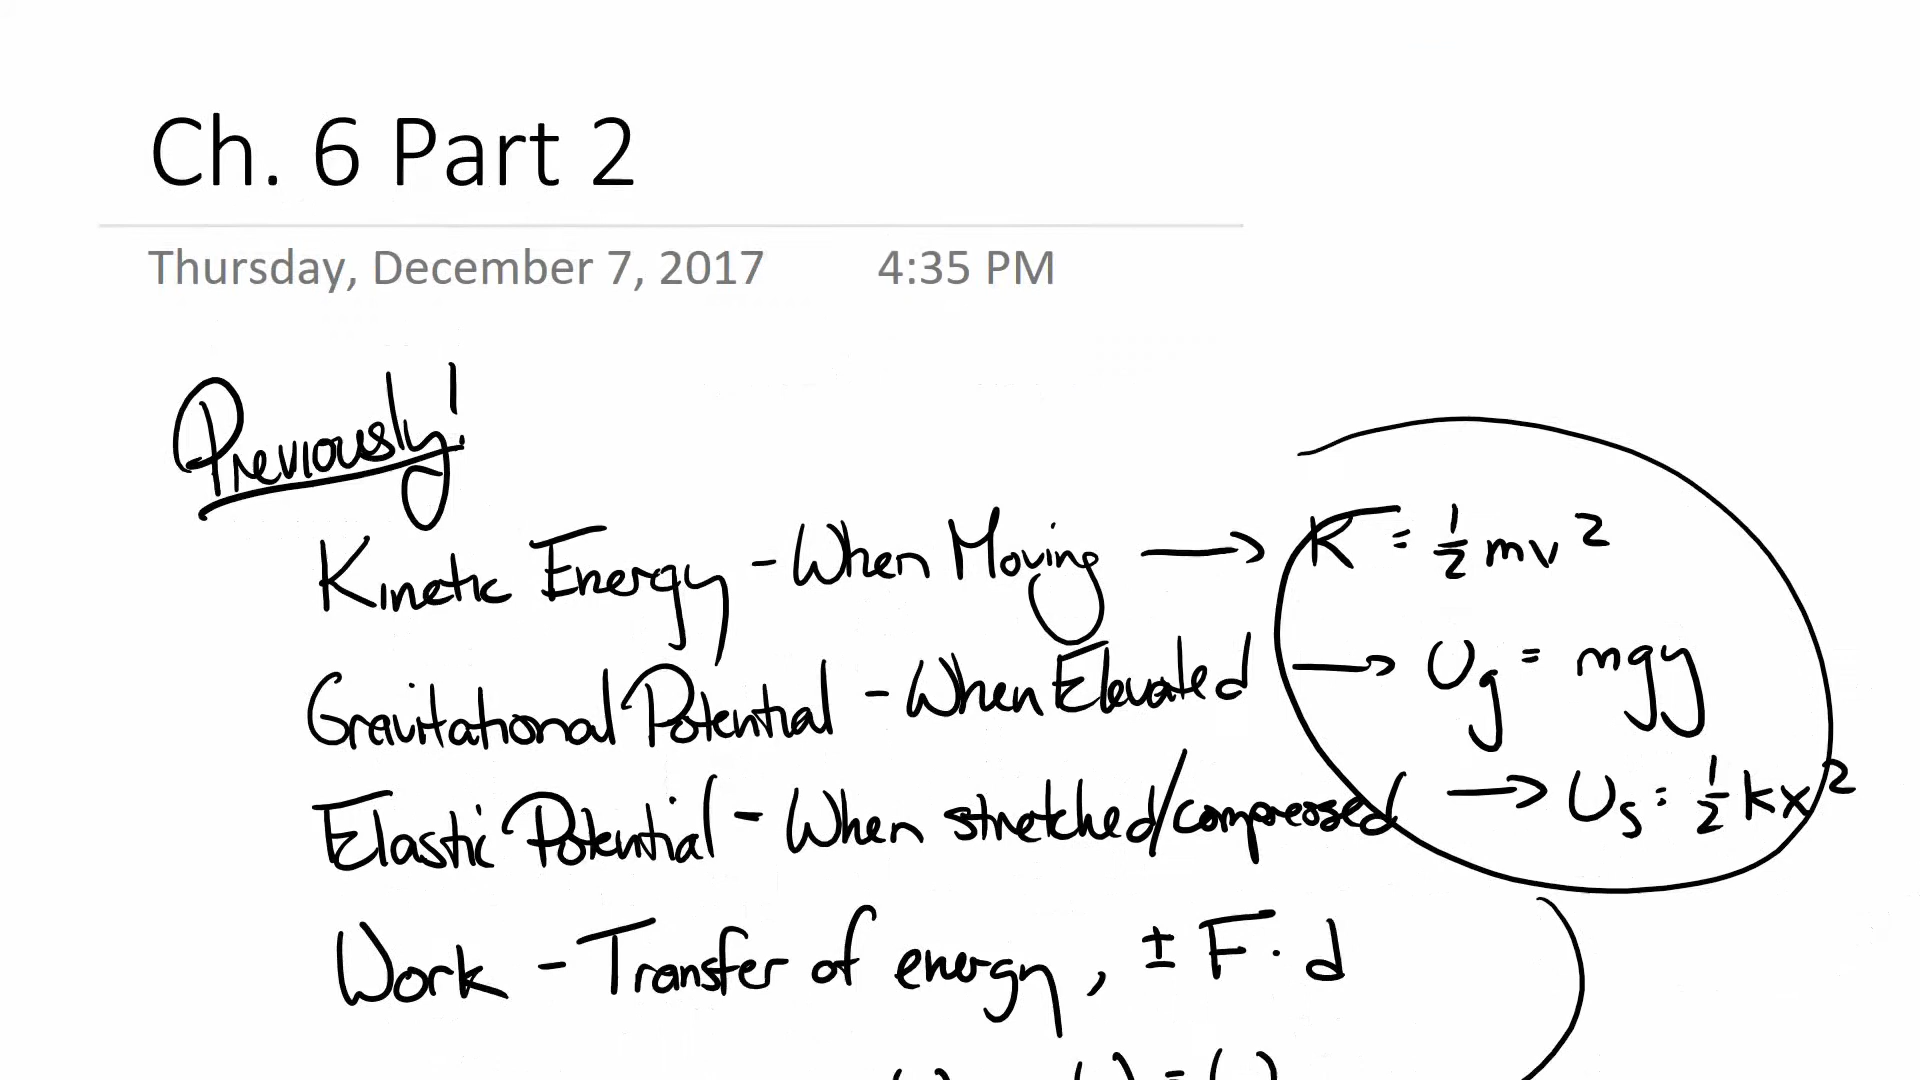 Ch. 6 Part 2
Thursday, December 7, 2017 4:35 PM
Previously!
Kinetic Energy - When Moving → K = ½mv²
Gravitational Potential - When Elevated → Ug = mgy
Elastic Potential - When stretched/compressed → Us = ½kx²
Work - Transfer of energy, ± F · d